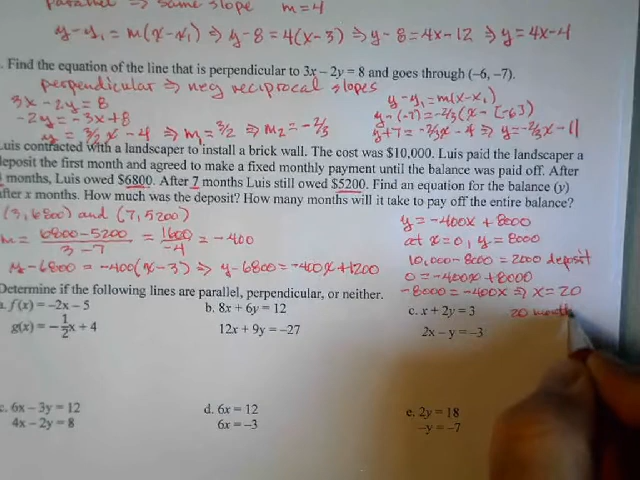 parallel ⇒ same slope m = 4
y-y₁ = m(x-x₁) ⇒ y-8 = 4(x-3) ⇒ y-8 = 4x-12 ⇒ y = 4x-4
. Find the equation of the line that is perpendicular to 3x – 2y = 8 and goes through (–6, –7).
perpendicular ⇒ neg reciprocal slopes
3x - 2y = 8
-2y = -3x+8
y = 3/2 x - 4 ⇒ m₁ = 3/2 ⇒ m₂ = -2/3
y-y₁ = m(x-x₁)
y-(-7) = -2/3(x-[-6])
y+7 = -2/3x - 4 ⇒ y = -2/3x - 11
Luis contracted with a landscaper to install a brick wall. The cost was $10,000. Luis paid the landscaper a
deposit the first month and agreed to make a fixed monthly payment until the balance was paid off. After
months, Luis owed $6800. After 7 months Luis still owed $5200. Find an equation for the balance (y)
after x months. How much was the deposit? How many months will it take to pay off the entire balance?
(3, 6800) and (7, 5200)
m = 6800-5200 / 3-7 = 1600 / -4 = -400
y-6800 = -400(x-3) ⇒ y-6800 = -400x+1200
y = -400x + 8000
at x=0, y = 8000
10,000-8000 = 2000 deposit
0 = -400x + 8000
-8000 = -400x ⇒ x = 20
20 month
Determine if the following lines are parallel, perpendicular, or neither.
a. f(x) = –2x – 5
g(x) = –1/2x + 4
b. 8x + 6y = 12
12x + 9y = –27
c. x + 2y = 3
2x – y = –3
c. 6x – 3y = 12
4x – 2y = 8
d. 6x = 12
6x = –3
e. 2y = 18
–y = –7